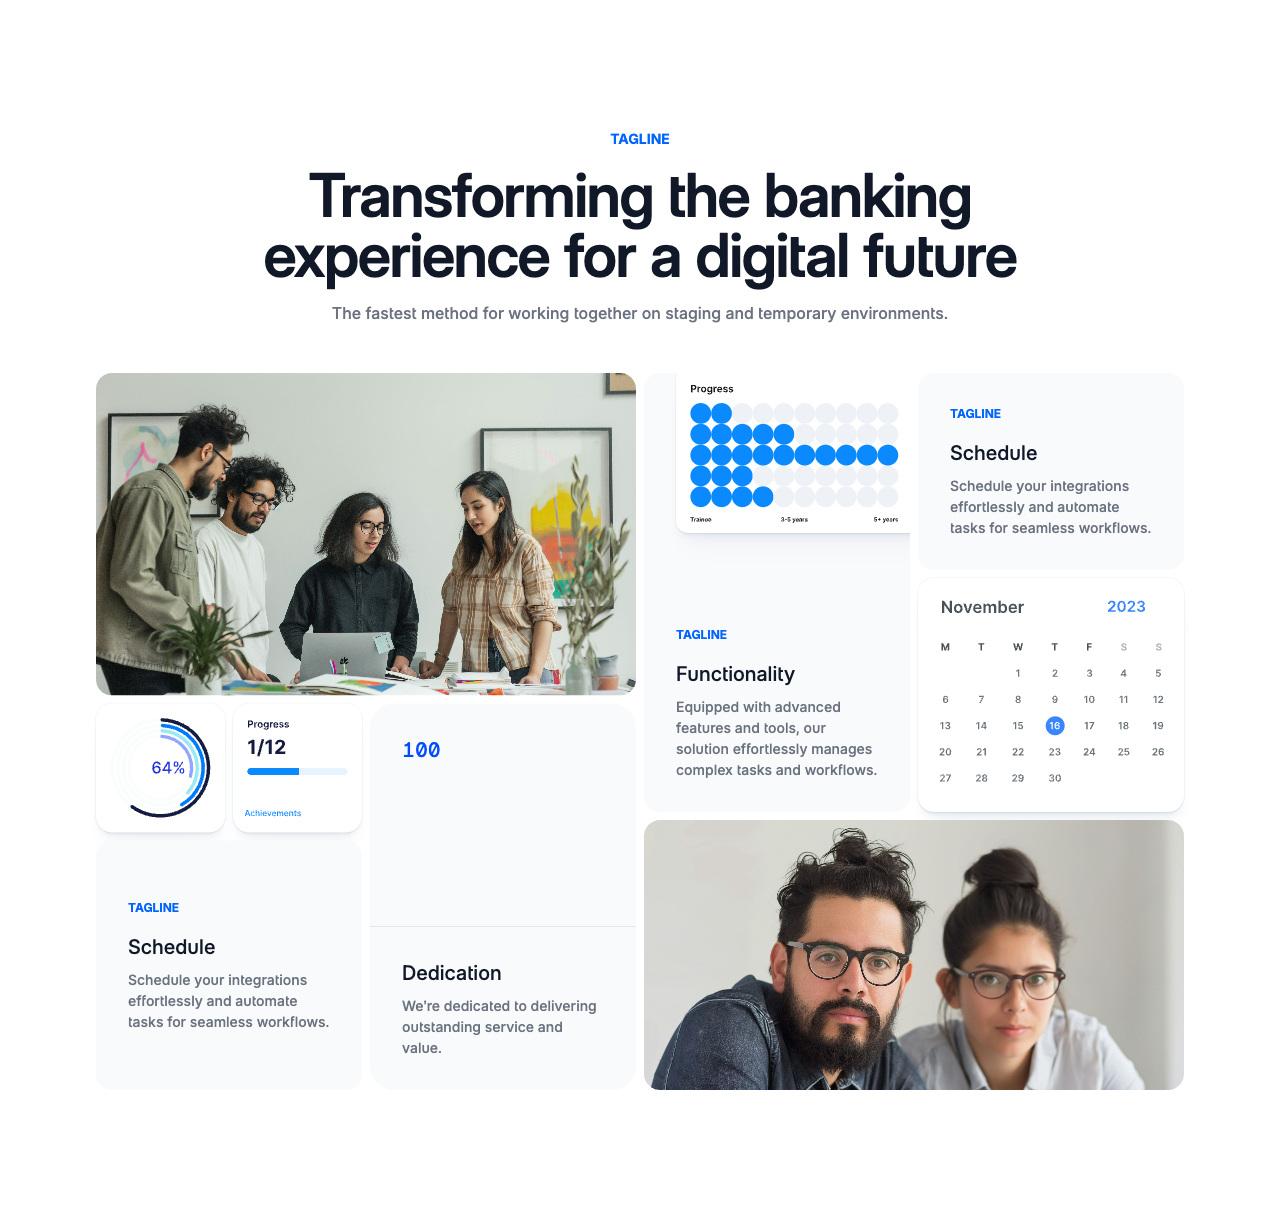 TAGLINE
Transforming the banking
experience for a digital future
The fastest method for working together on staging and temporary environments.
Progress
Trainee 3-5 years 5+ years
TAGLINE
Functionality
Equipped with advanced
features and tools, our
solution effortlessly manages
complex tasks and workflows.
TAGLINE
Schedule
Schedule your integrations
effortlessly and automate
tasks for seamless workflows.
November 2023
M T W T F S S
1 2 3 4 5
6 7 8 9 10 11 12
13 14 15 16 17 18 19
20 21 22 23 24 25 26
27 28 29 30
64%
Progress
1/12
Achievements
TAGLINE
Schedule
Schedule your integrations
effortlessly and automate
tasks for seamless workflows.
100
Dedication
We're dedicated to delivering
outstanding service and
value.